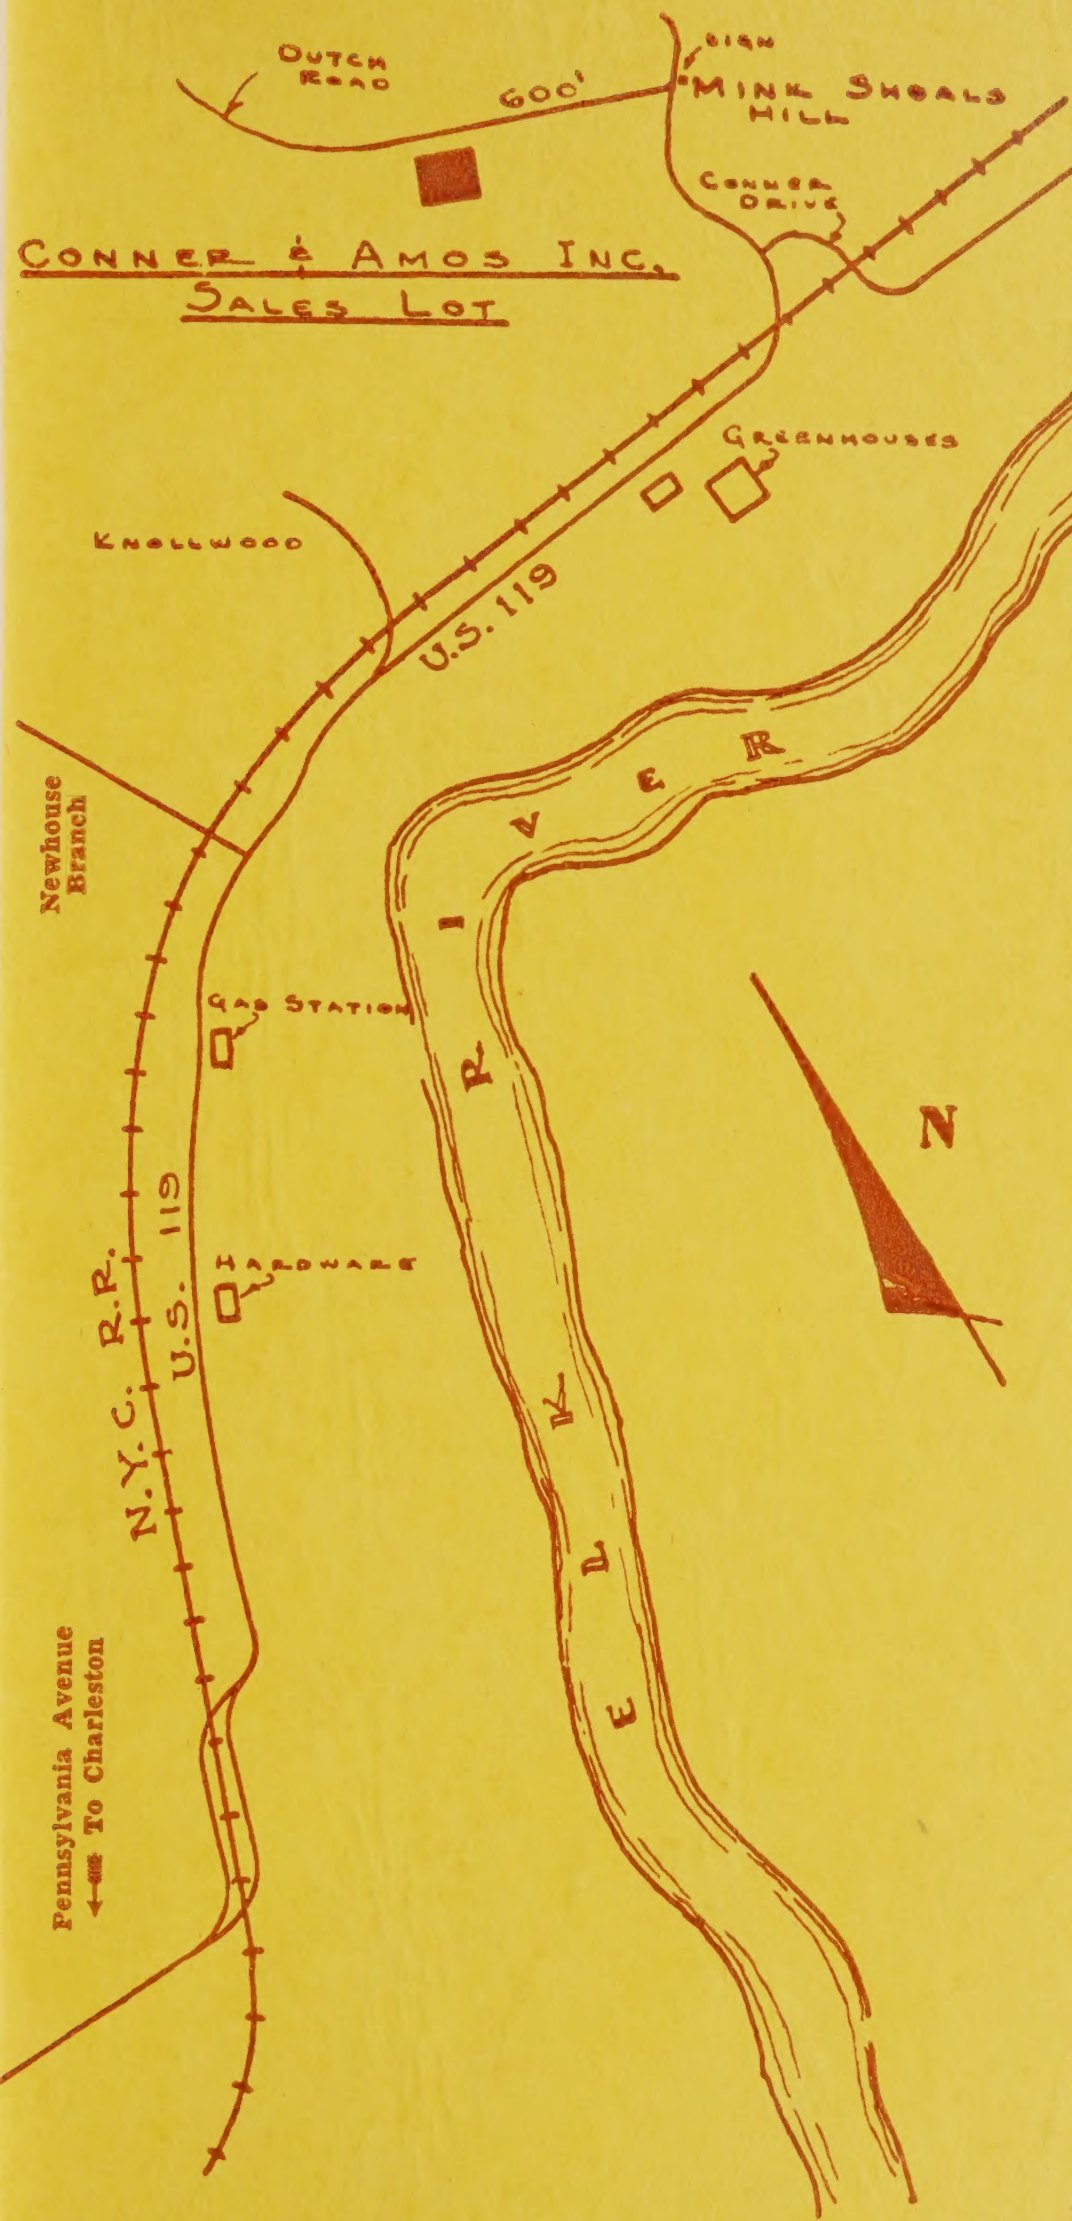 DUTCH
ROAD
600'
SIGN
MINK SHOALS
HILL
CONNER
DRIVE
CONNER & AMOS INC.
SALES LOT
GREENHOUSES
KNOLLWOOD
U.S. 119
Newhouse
Branch
GAS STATION
HARDWARE
N.Y.C. R.R.
U.S. 119
ELK RIVER
N
Pennsylvania Avenue
To Charleston